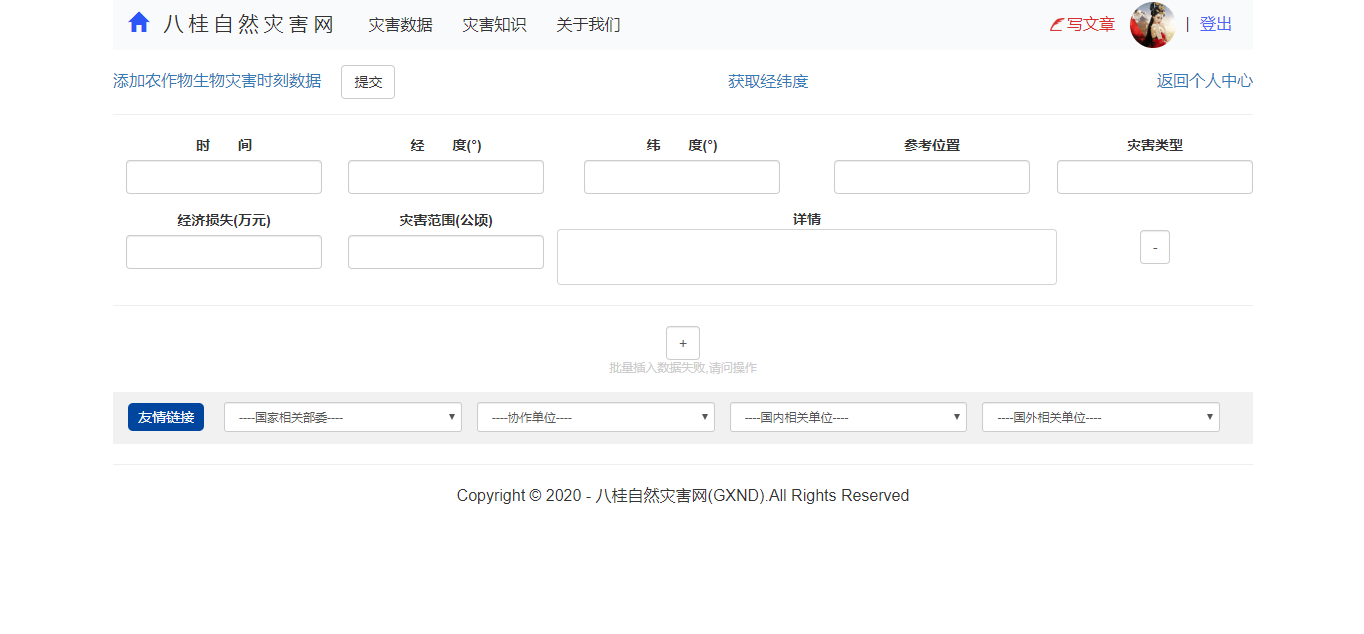 八桂自然灾害网 灾害数据 灾害知识 关于我们 写文章 | 登出
添加农作物生物灾害时刻数据 提交 获取经纬度 返回个人中心
时 间 经 度(°) 纬 度(°) 参考位置 灾害类型
经济损失(万元) 灾害范围(公顷) 详情
-
+
批量插入数据失败,请问操作
友情链接 ----国家相关部委---- ----协作单位---- ----国内相关单位---- ----国外相关单位----
Copyright © 2020 - 八桂自然灾害网(GXND).All Rights Reserved